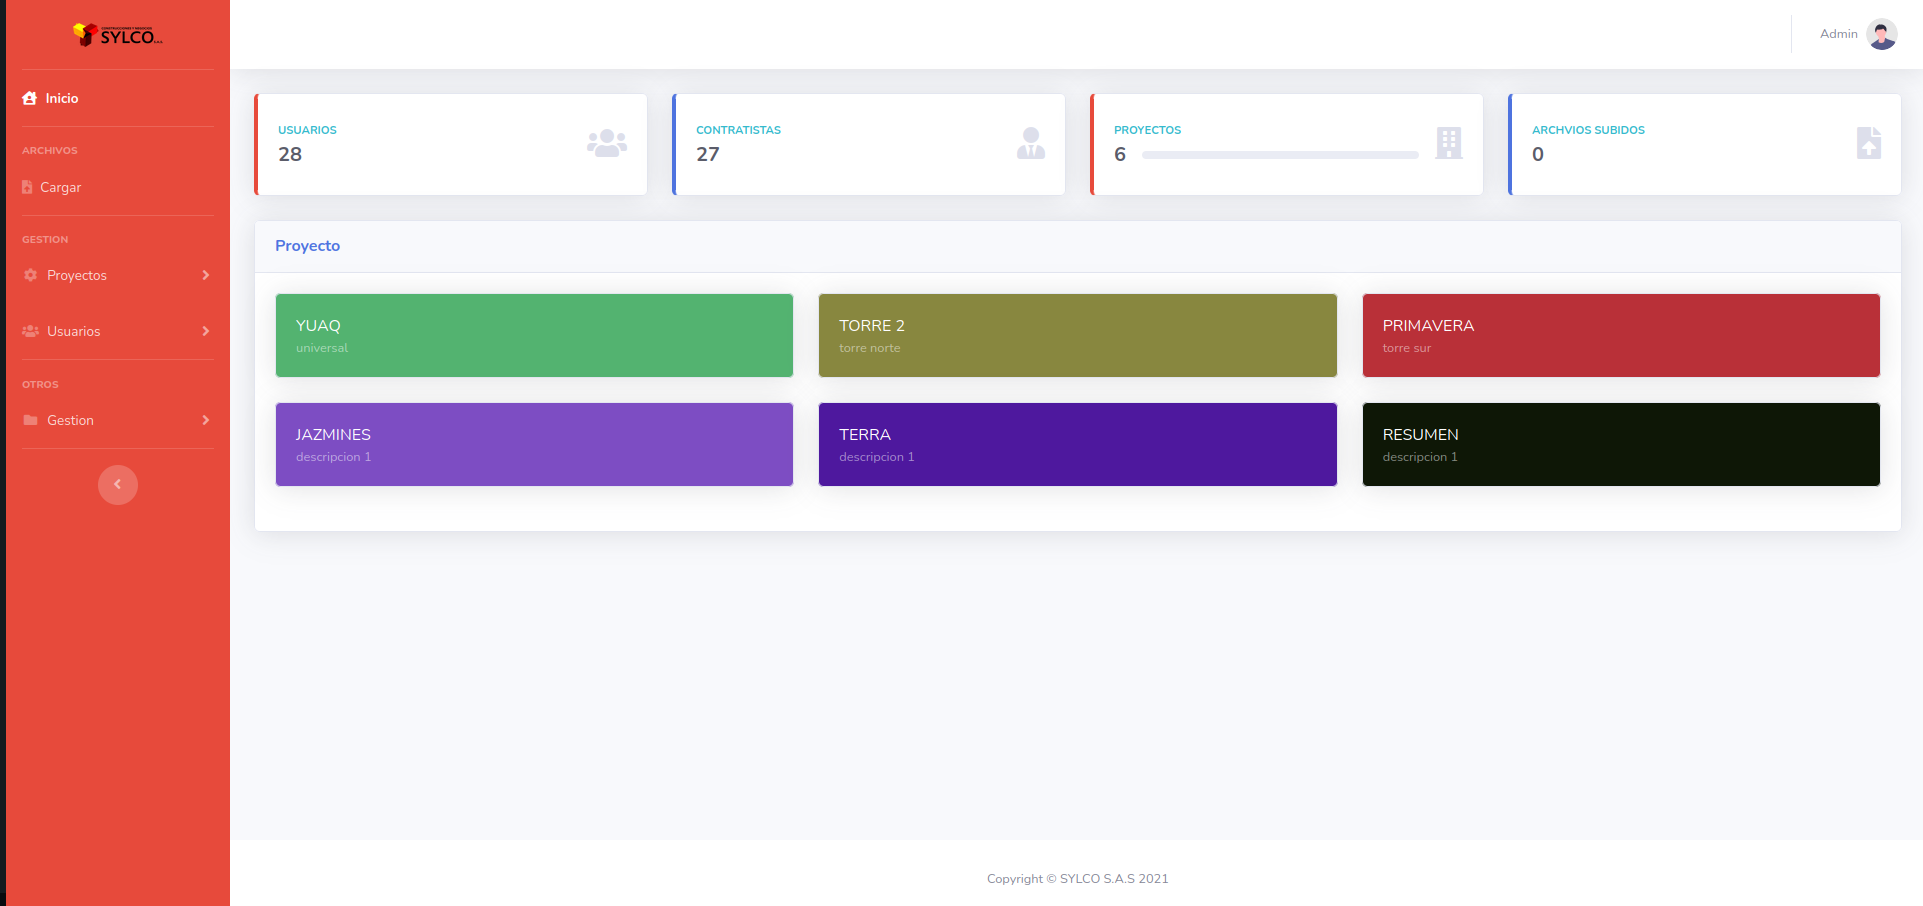 CONSTRUCCIONES Y NEGOCIOS
SYLCO S.A.S
Inicio
ARCHIVOS
Cargar
GESTION
Proyectos
Usuarios
OTROS
Gestion
Admin
USUARIOS
28
CONTRATISTAS
27
PROYECTOS
6
ARCHVIOS SUBIDOS
0
Proyecto
YUAQ
universal
TORRE 2
torre norte
PRIMAVERA
torre sur
JAZMINES
descripcion 1
TERRA
descripcion 1
RESUMEN
descripcion 1
Copyright © SYLCO S.A.S 2021